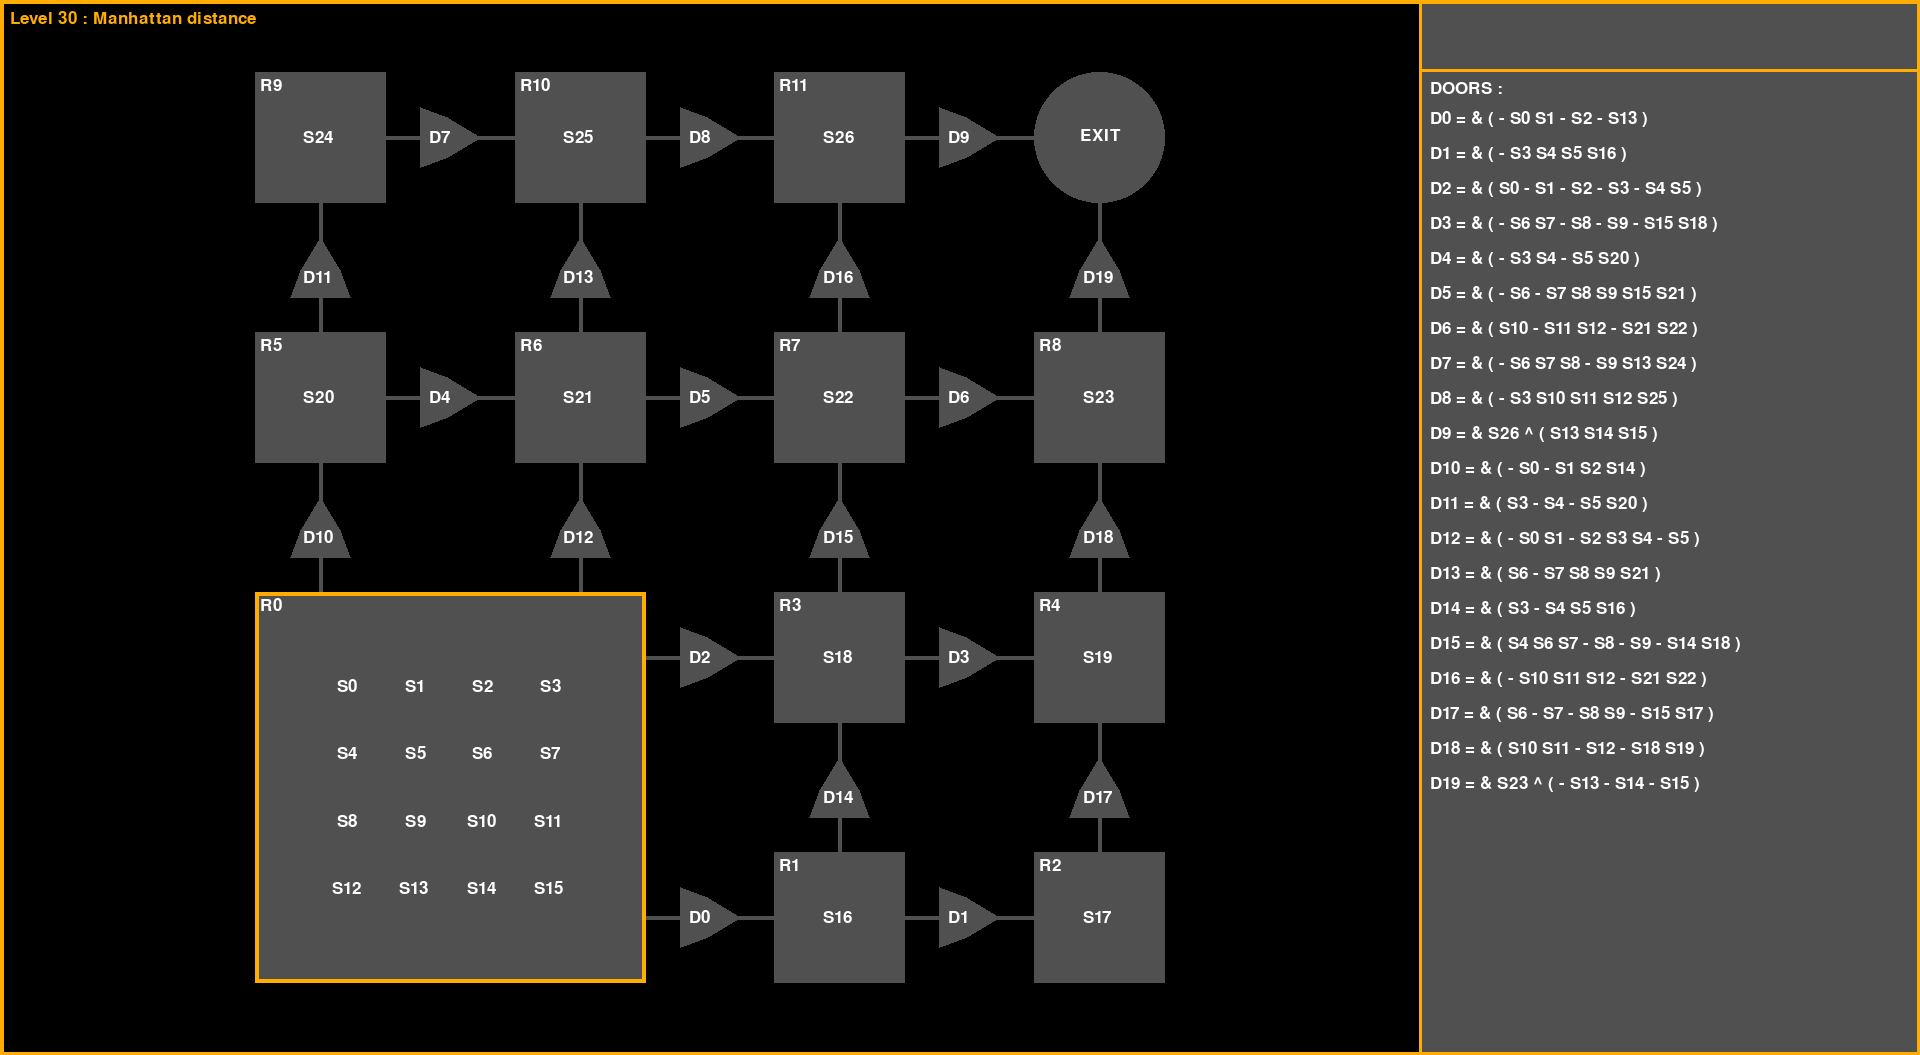 Level 30 : Manhattan distance
R9
R10
R11
S24
D7
S25
D8
S26
D9
EXIT
D11
D13
D16
D19
R5
R6
R7
R8
S20
D4
S21
D5
S22
D6
S23
D10
D12
D15
D18
R0
R3
R4
D2
S18
D3
S19
S0 S1 S2 S3
S4 S5 S6 S7
S8 S9 S10 S11
S12 S13 S14 S15
D14
D17
R1
R2
D0
S16
D1
S17
DOORS :
D0 = & ( - S0 S1 - S2 - S13 )
D1 = & ( - S3 S4 S5 S16 )
D2 = & ( S0 - S1 - S2 - S3 - S4 S5 )
D3 = & ( - S6 S7 - S8 - S9 - S15 S18 )
D4 = & ( - S3 S4 - S5 S20 )
D5 = & ( - S6 - S7 S8 S9 S15 S21 )
D6 = & ( S10 - S11 S12 - S21 S22 )
D7 = & ( - S6 S7 S8 - S9 S13 S24 )
D8 = & ( - S3 S10 S11 S12 S25 )
D9 = & S26 ^ ( S13 S14 S15 )
D10 = & ( - S0 - S1 S2 S14 )
D11 = & ( S3 - S4 - S5 S20 )
D12 = & ( - S0 S1 - S2 S3 S4 - S5 )
D13 = & ( S6 - S7 S8 S9 S21 )
D14 = & ( S3 - S4 S5 S16 )
D15 = & ( S4 S6 S7 - S8 - S9 - S14 S18 )
D16 = & ( - S10 S11 S12 - S21 S22 )
D17 = & ( S6 - S7 - S8 S9 - S15 S17 )
D18 = & ( S10 S11 - S12 - S18 S19 )
D19 = & S23 ^ ( - S13 - S14 - S15 )